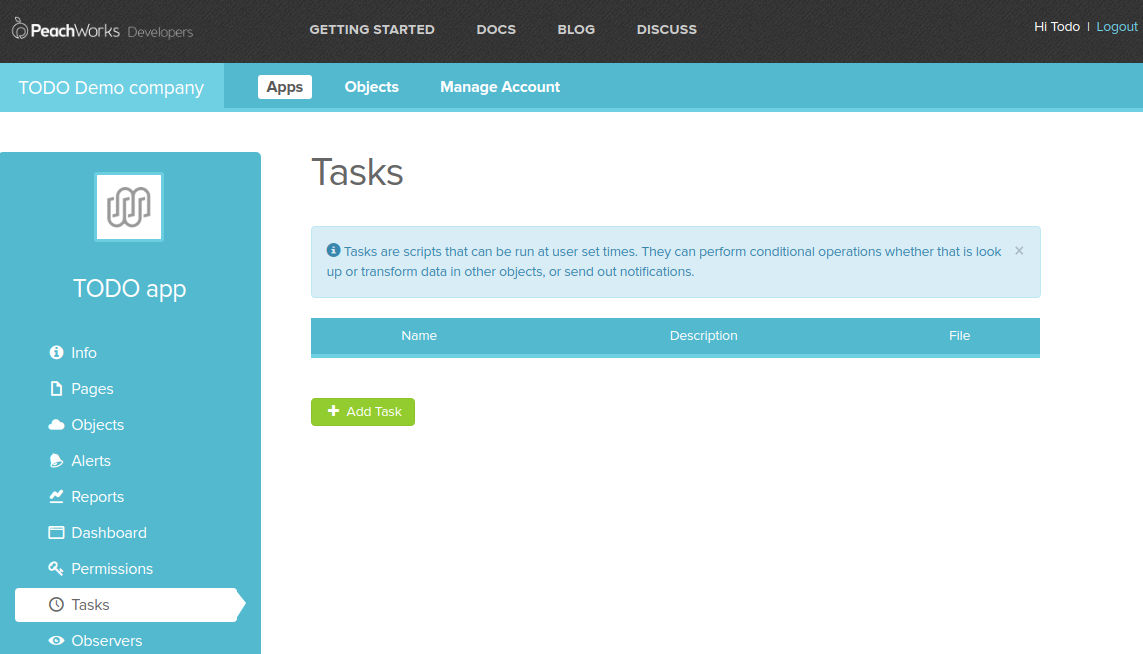 PeachWorks Developers
GETTING STARTED DOCS BLOG DISCUSS
Hi Todo | Logout
TODO Demo company
Apps Objects Manage Account
TODO app
Info
Pages
Objects
Alerts
Reports
Dashboard
Permissions
Tasks
Observers
Tasks
Tasks are scripts that can be run at user set times. They can perform conditional operations whether that is look
up or transform data in other objects, or send out notifications.
Name Description File
Add Task